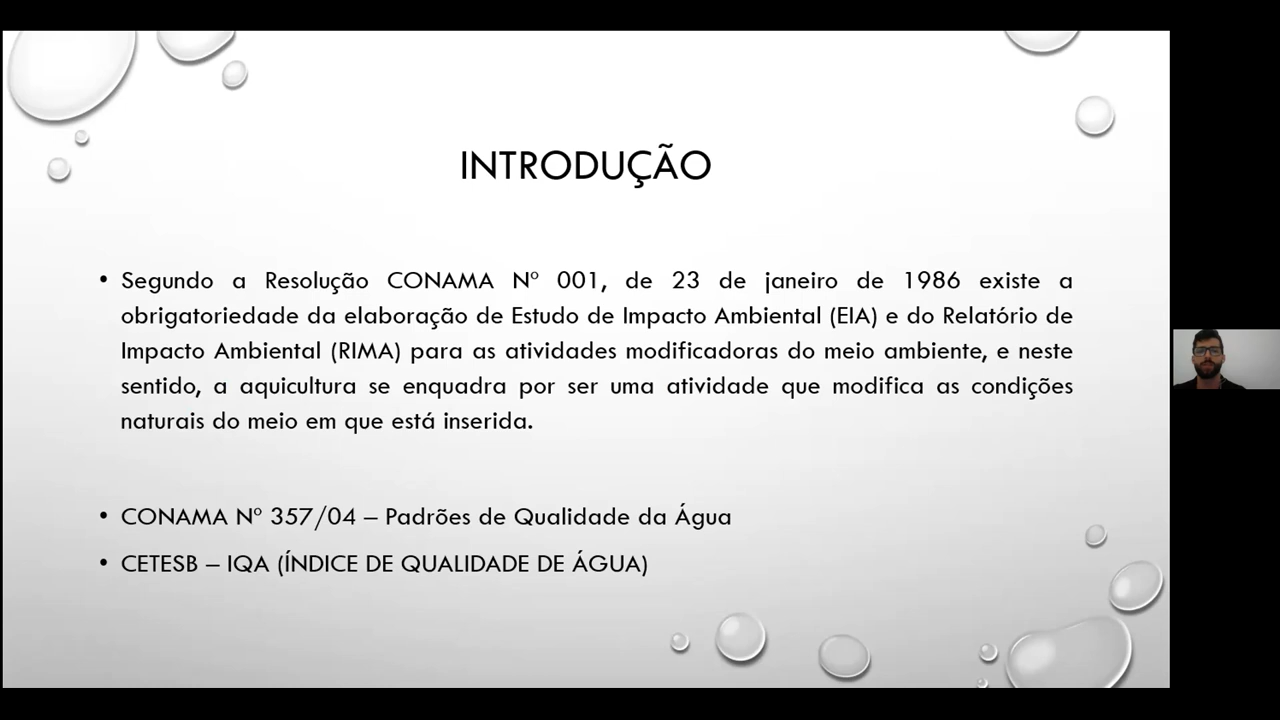 INTRODUÇÃO
• Segundo a Resolução CONAMA Nº 001, de 23 de janeiro de 1986 existe a
obrigatoriedade da elaboração de Estudo de Impacto Ambiental (EIA) e do Relatório de
Impacto Ambiental (RIMA) para as atividades modificadoras do meio ambiente, e neste
sentido, a aquicultura se enquadra por ser uma atividade que modifica as condições
naturais do meio em que está inserida.
• CONAMA Nº 357/04 – Padrões de Qualidade da Água
• CETESB – IQA (ÍNDICE DE QUALIDADE DE ÁGUA)